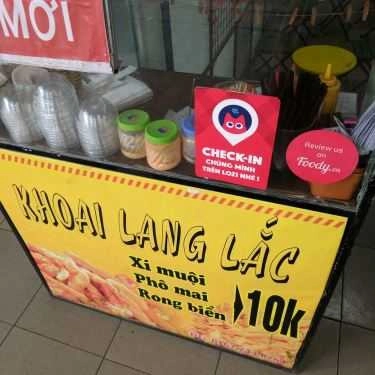 MỚI
CHECK-IN
CHÚNG MÌNH
TRÊN LOZI NHÉ!
Review us
on
Foody.vn
KHOAI LANG LẮC
Xi muội
Phô mai
Rong biển
10k